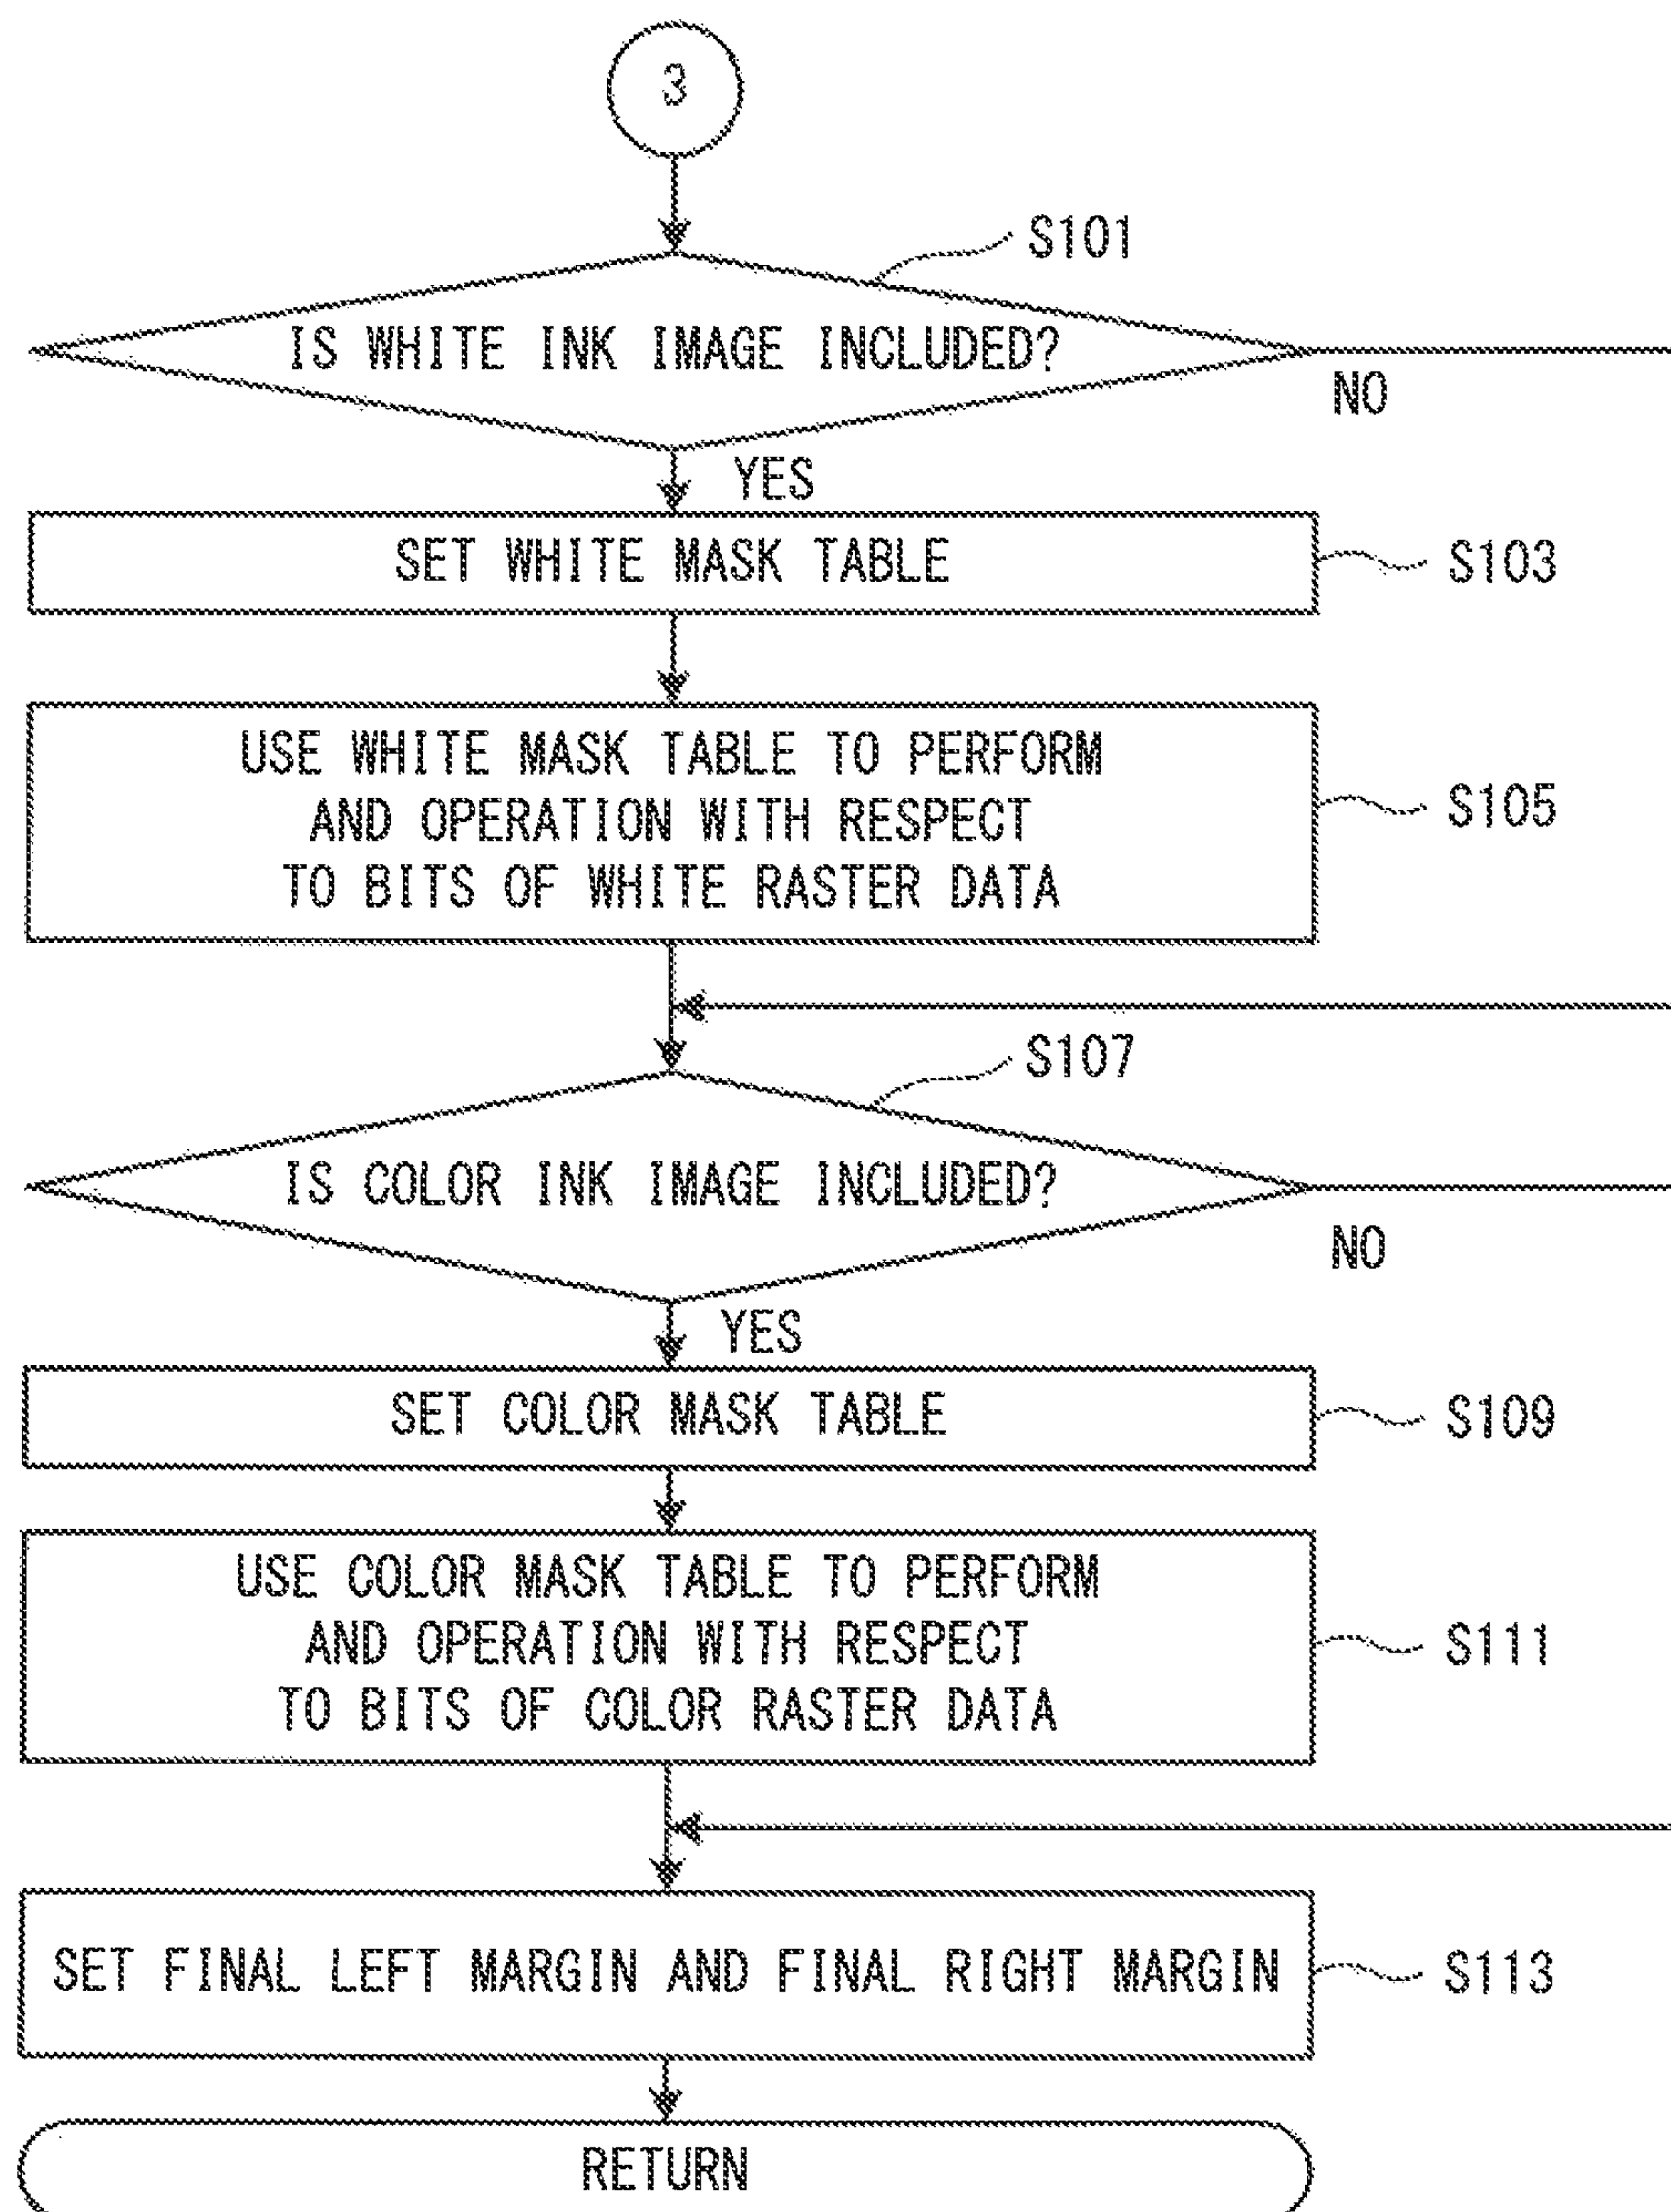 3
S101
IS WHITE INK IMAGE INCLUDED?
NO
YES
SET WHITE MASK TABLE
S103
USE WHITE MASK TABLE TO PERFORM
AND OPERATION WITH RESPECT
TO BITS OF WHITE RASTER DATA
S105
S107
IS COLOR INK IMAGE INCLUDED?
NO
YES
SET COLOR MASK TABLE
S109
USE COLOR MASK TABLE TO PERFORM
AND OPERATION WITH RESPECT
TO BITS OF COLOR RASTER DATA
S111
SET FINAL LEFT MARGIN AND FINAL RIGHT MARGIN
S113
RETURN